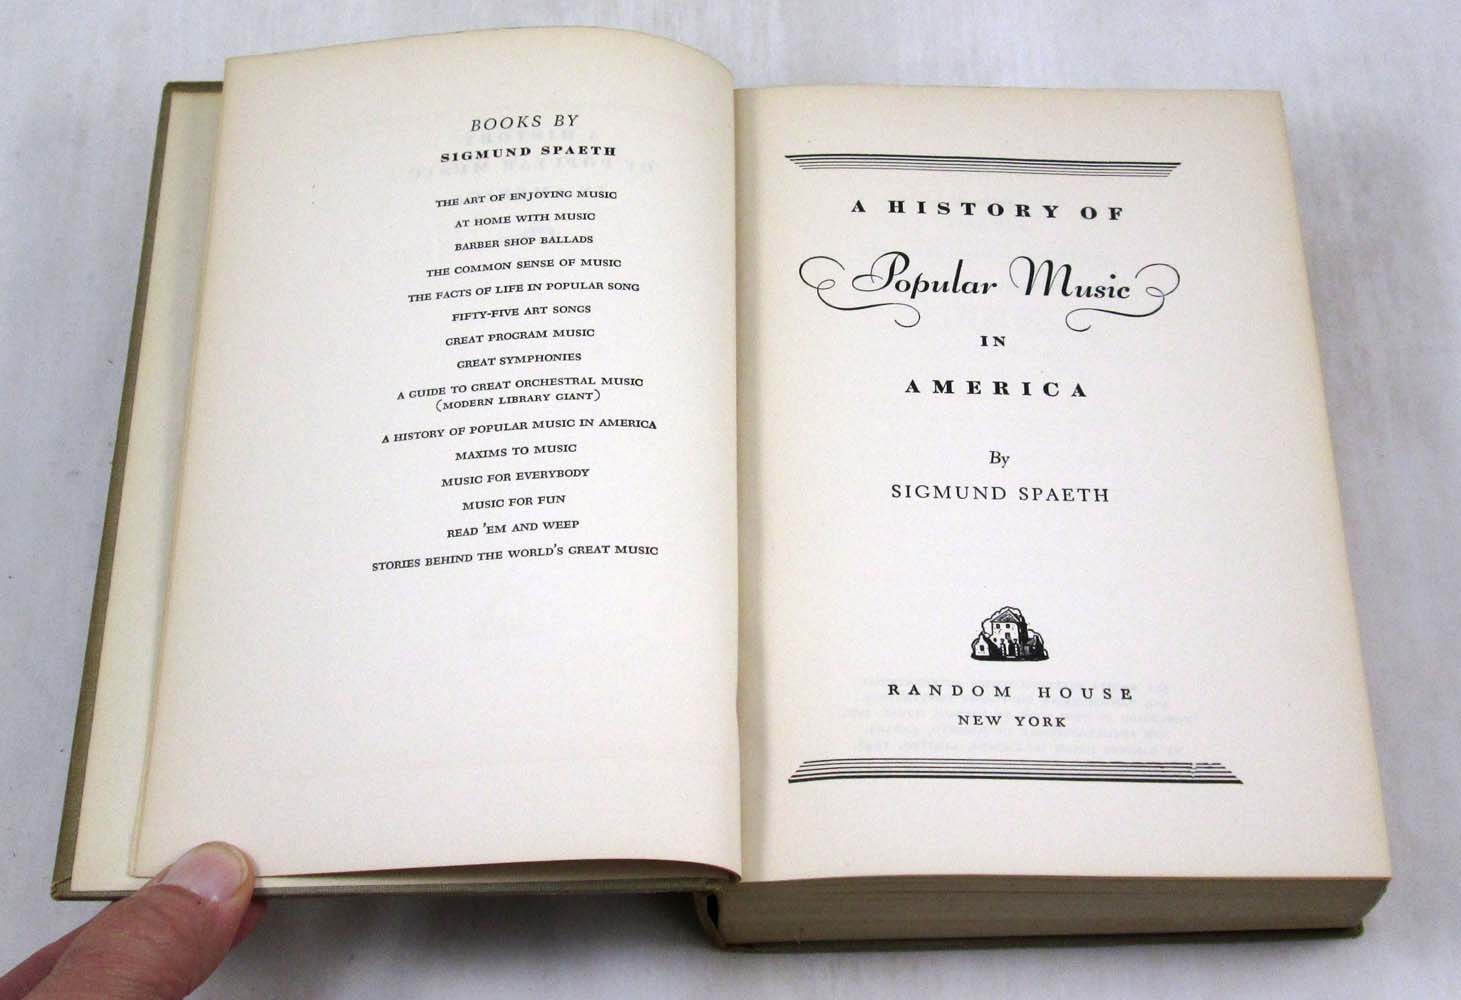 BOOKS BY
SIGMUND SPAETH
THE ART OF ENJOYING MUSIC
AT HOME WITH MUSIC
BARBER SHOP BALLADS
THE COMMON SENSE OF MUSIC
THE FACTS OF LIFE IN POPULAR SONG
FIFTY-FIVE ART SONGS
GREAT PROGRAM MUSIC
GREAT SYMPHONIES
A GUIDE TO GREAT ORCHESTRAL MUSIC
(MODERN LIBRARY GIANT)
A HISTORY OF POPULAR MUSIC IN AMERICA
MAXIMS TO MUSIC
MUSIC FOR EVERYBODY
MUSIC FOR FUN
READ 'EM AND WEEP
STORIES BEHIND THE WORLD'S GREAT MUSIC
A HISTORY OF
Popular Music
IN
AMERICA
By
SIGMUND SPAETH
RANDOM HOUSE
NEW YORK